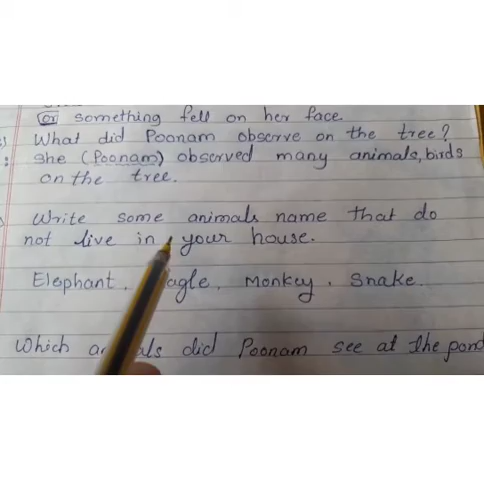 or something fell on her face.
What did Poonam observe on the tree?
She (Poonam) observed many animals, birds
on the tree.
Write some animals name that do
not live in your house.
Elephant, agle, Monkey, Snake.
Which did Poonam see at the pond